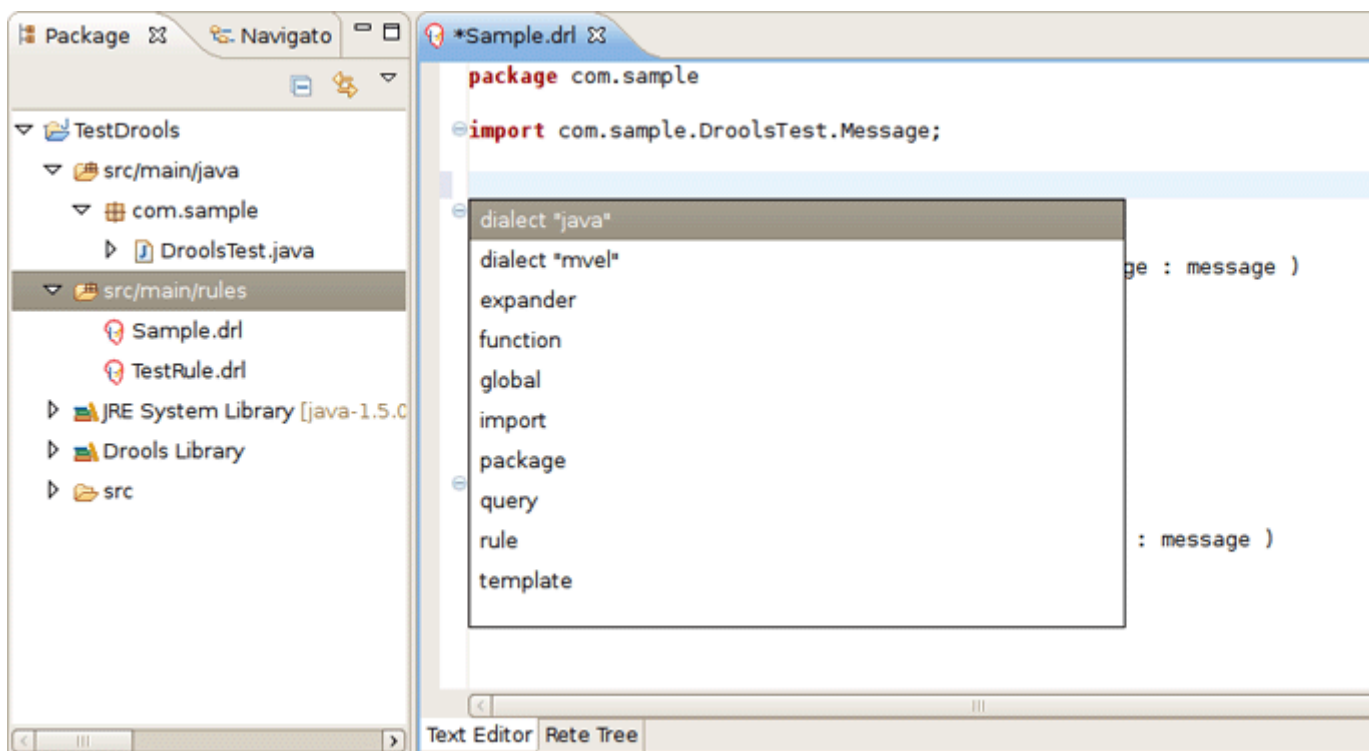 Package
Navigato
TestDrools
src/main/java
com.sample
DroolsTest.java
src/main/rules
Sample.drl
TestRule.drl
JRE System Library [java-1.5.0
Drools Library
src
*Sample.drl
package com.sample
import com.sample.DroolsTest.Message;
dialect "java"
dialect "mvel"
ge : message )
expander
function
global
import
package
query
rule
: message )
template
Text Editor
Rete Tree